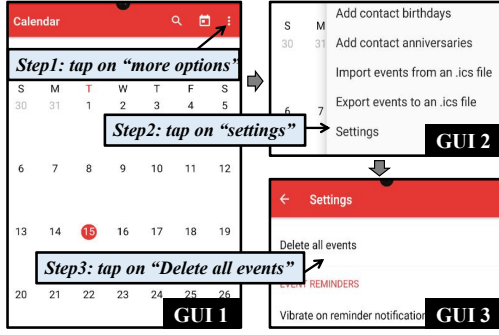 Calendar
Step1: tap on “more options”
S M T W T F S
30 31 1 2 3 4 5
6 7 8 9 10 11 12
13 14 15 16 17 18 19
20 21 22 23 24 25 26
GUI 1
S M
30 31
6 7
Add contact birthdays
Add contact anniversaries
Import events from an .ics file
Export events to an .ics file
Step2: tap on “settings”
Settings
GUI 2
Settings
Delete all events
Step3: tap on “Delete all events”
EVENT REMINDERS
Vibrate on reminder notification
GUI 3